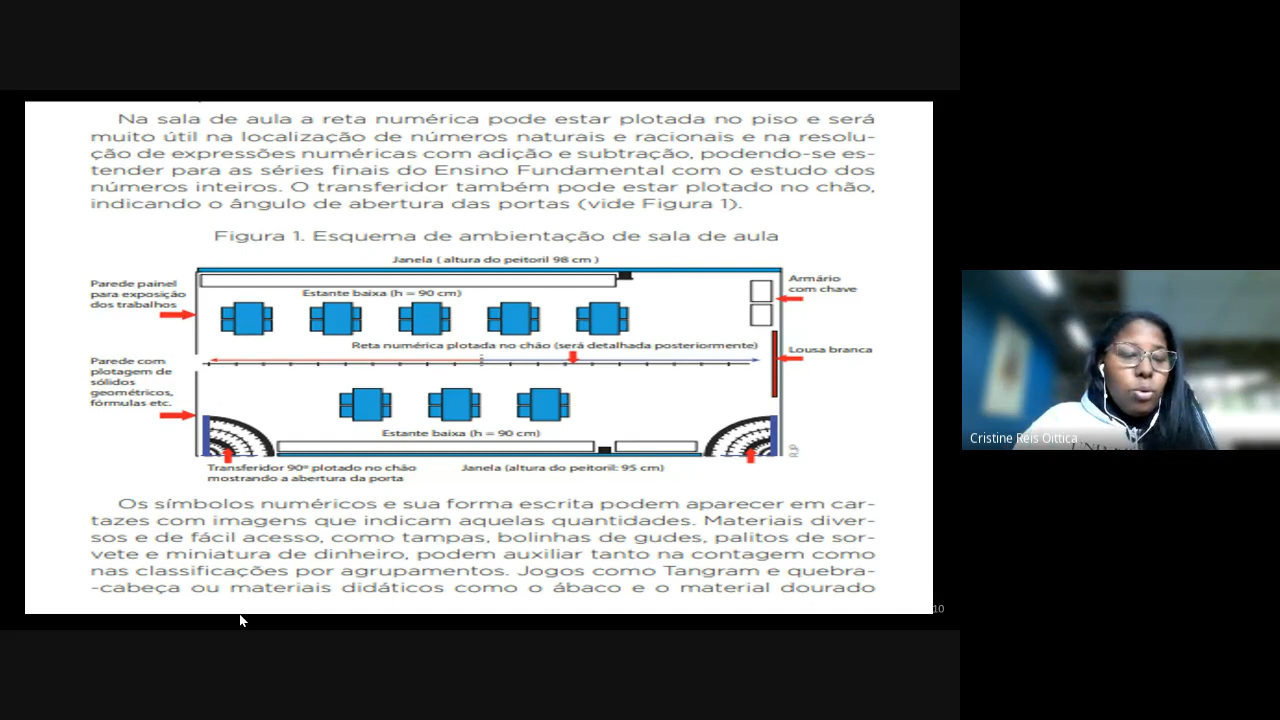 Na sala de aula a reta numérica pode estar plotada no piso e será
muito útil na localização de números naturais e racionais e na resolu-
ção de expressões numéricas com adição e subtração, podendo-se es-
tender para as séries finais do Ensino Fundamental com o estudo dos
números inteiros. O transferidor também pode estar plotado no chão,
indicando o ângulo de abertura das portas (vide Figura 1).
Figura 1. Esquema de ambientação de sala de aula
Janela ( altura do peitoril 98 cm )
Parede painel
para exposição
dos trabalhos
Estante baixa (h = 90 cm)
Armário
com chave
Reta numérica plotada no chão (será detalhada posteriormente)
Lousa branca
Parede com
plotagem de
sólidos
geométricos,
fórmulas etc.
Estante baixa (h = 90 cm)
Transferidor 90º plotado no chão
mostrando a abertura da porta
Janela (altura do peitoril: 95 cm)
Os símbolos numéricos e sua forma escrita podem aparecer em car-
tazes com imagens que indicam aquelas quantidades. Materiais diver-
sos e de fácil acesso, como tampas, bolinhas de gudes, palitos de sor-
vete e miniatura de dinheiro, podem auxiliar tanto na contagem como
nas classificações por agrupamentos. Jogos como Tangram e quebra-
-cabeça ou materiais didáticos como o ábaco e o material dourado
10
Cristine Reis Oittica